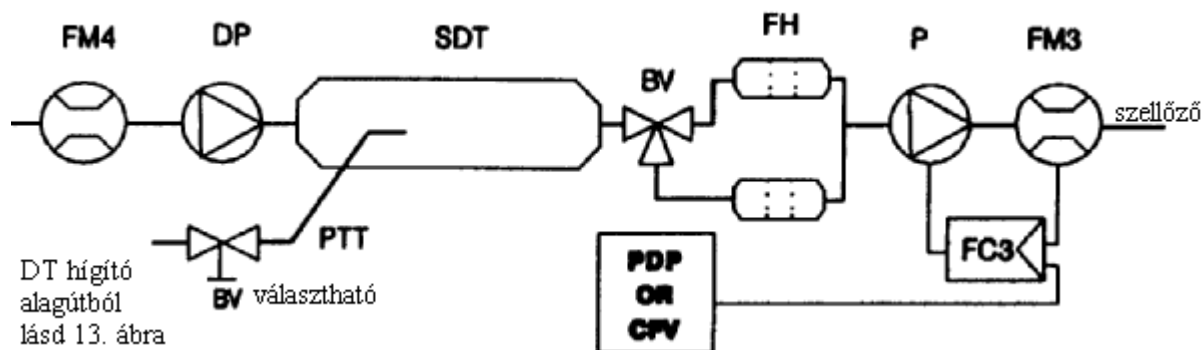 FM4
DP
SDT
BV
FH
P
FM3
szellőző
PTT
FC3
PDP
OR
CFV
BV
választható
DT hígító
alagútból
lásd 13. ábra